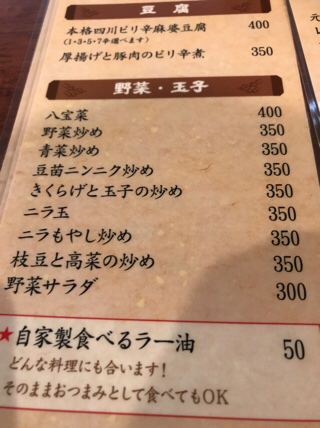 豆腐
本格四川ピリ辛麻婆豆腐 400
(1・3・5・7辛選べます)
厚揚げと豚肉のピリ辛煮 350
野菜・玉子
八宝菜 400
野菜炒め 350
青菜炒め 350
豆苗ニンニク炒め 350
きくらげと玉子の炒め 350
ニラ玉 350
ニラもやし炒め 350
枝豆と高菜の炒め 350
野菜サラダ 300
★自家製食べるラー油 50
どんな料理にも合います!
そのままおつまみとして食べてもOK
元